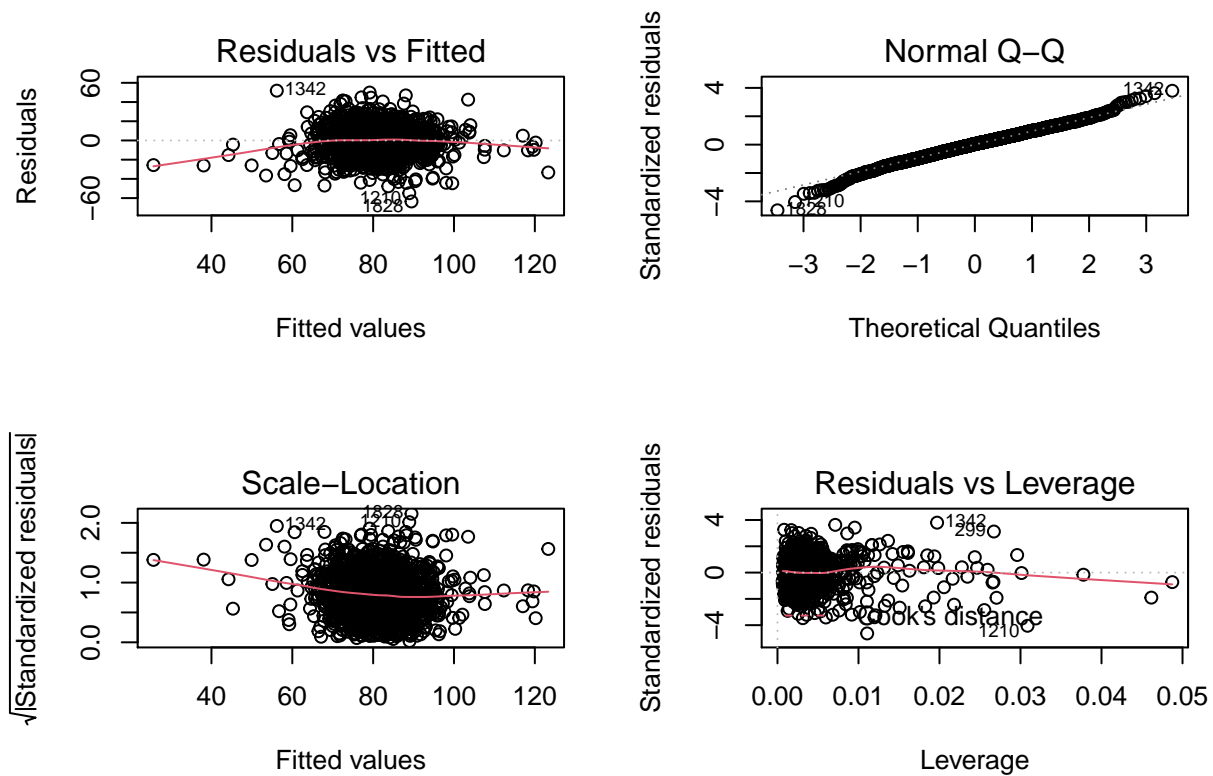 Residuals vs Fitted
Residuals
60
0
−60
1342
1210
1828
40 60 80 100 120
Fitted values
Normal Q−Q
Standardized residuals
4
0
−4
1342
1210
1828
−3 −2 −1 0 1 2 3
Theoretical Quantiles
Scale−Location
√|Standardized residuals|
2.0
1.0
0.0
1828
1210
1342
40 60 80 100 120
Fitted values
Residuals vs Leverage
Standardized residuals
4
0
−4
1342
299
Cook's distance
1210
0.00 0.01 0.02 0.03 0.04 0.05
Leverage